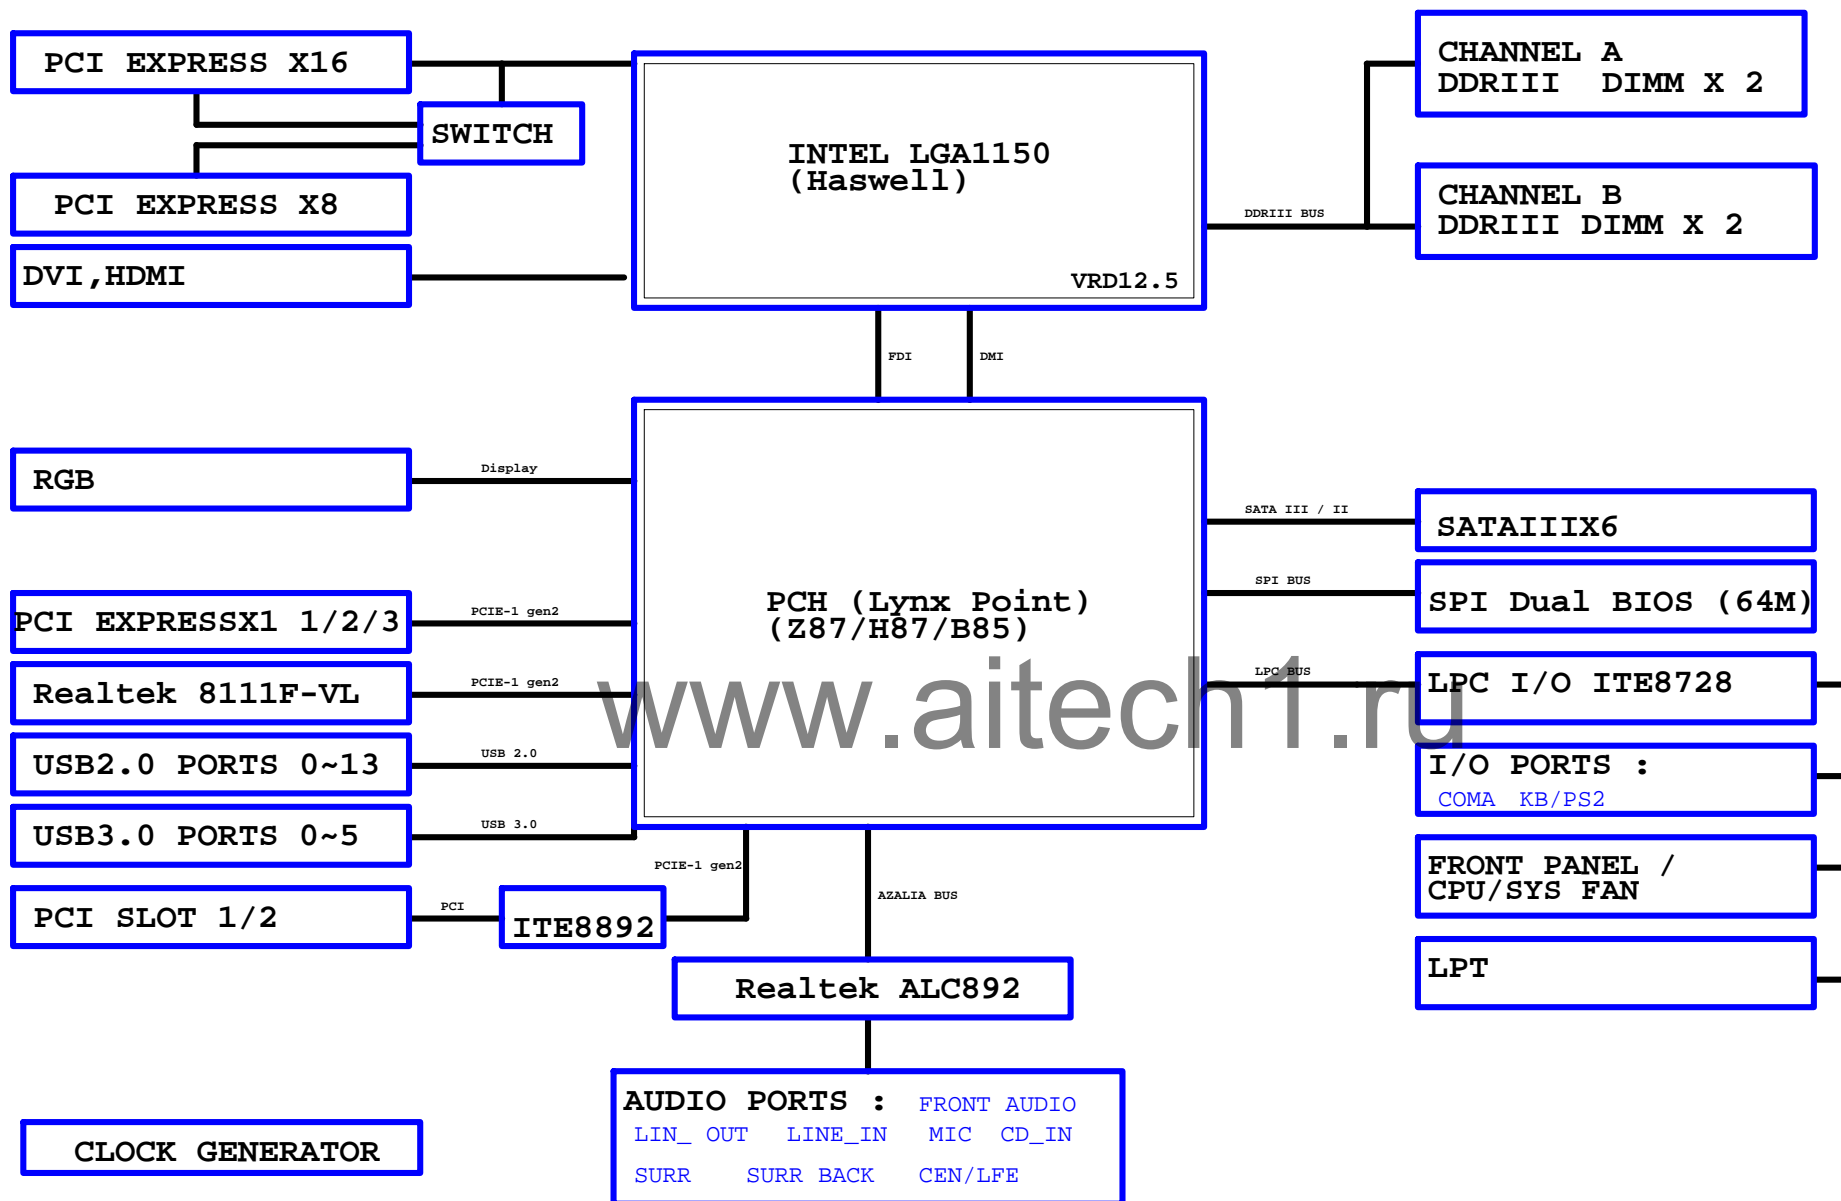 PCI EXPRESS X16
SWITCH
PCI EXPRESS X8
DVI,HDMI
INTEL LGA1150
(Haswell)
VRD12.5
CHANNEL A
DDRIII DIMM X 2
DDRIII BUS
CHANNEL B
DDRIII DIMM X 2
FDI
DMI
RGB
Display
PCI EXPRESSX1 1/2/3
PCIE-1 gen2
Realtek 8111F-VL
PCIE-1 gen2
USB2.0 PORTS 0~13
USB 2.0
USB3.0 PORTS 0~5
USB 3.0
PCI SLOT 1/2
PCI
ITE8892
PCIE-1 gen2
PCH (Lynx Point)
(Z87/H87/B85)
www.aitech1.ru
SATA III / II
SATAIIIX6
SPI BUS
SPI Dual BIOS (64M)
LPC BUS
LPC I/O ITE8728
I/O PORTS :
COMA KB/PS2
FRONT PANEL /
CPU/SYS FAN
LPT
AZALIA BUS
Realtek ALC892
AUDIO PORTS : FRONT AUDIO
LIN_ OUT LINE_IN MIC CD_IN
SURR SURR BACK CEN/LFE
CLOCK GENERATOR